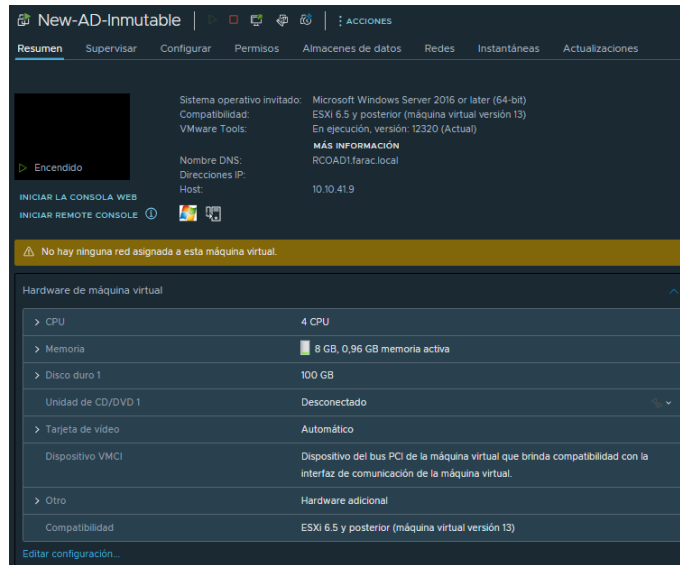 New-AD-Inmutable
ACCIONES
Resumen Supervisar Configurar Permisos Almacenes de datos Redes Instantáneas Actualizaciones
Sistema operativo invitado: Microsoft Windows Server 2016 or later (64-bit)
Compatibilidad: ESXi 6.5 y posterior (máquina virtual versión 13)
VMware Tools: En ejecución, versión: 12320 (Actual)
MÁS INFORMACIÓN
Encendido
Nombre DNS: RCOAD1.farac.local
Direcciones IP:
Host: 10.10.41.9
INICIAR LA CONSOLA WEB
INICIAR REMOTE CONSOLE
No hay ninguna red asignada a esta máquina virtual.
Hardware de máquina virtual
CPU 4 CPU
Memoria 8 GB, 0,96 GB memoria activa
Disco duro 1 100 GB
Unidad de CD/DVD 1 Desconectado
Tarjeta de vídeo Automático
Dispositivo VMCI Dispositivo del bus PCI de la máquina virtual que brinda compatibilidad con la
interfaz de comunicación de la máquina virtual.
Otro Hardware adicional
Compatibilidad ESXi 6.5 y posterior (máquina virtual versión 13)
Editar configuración...